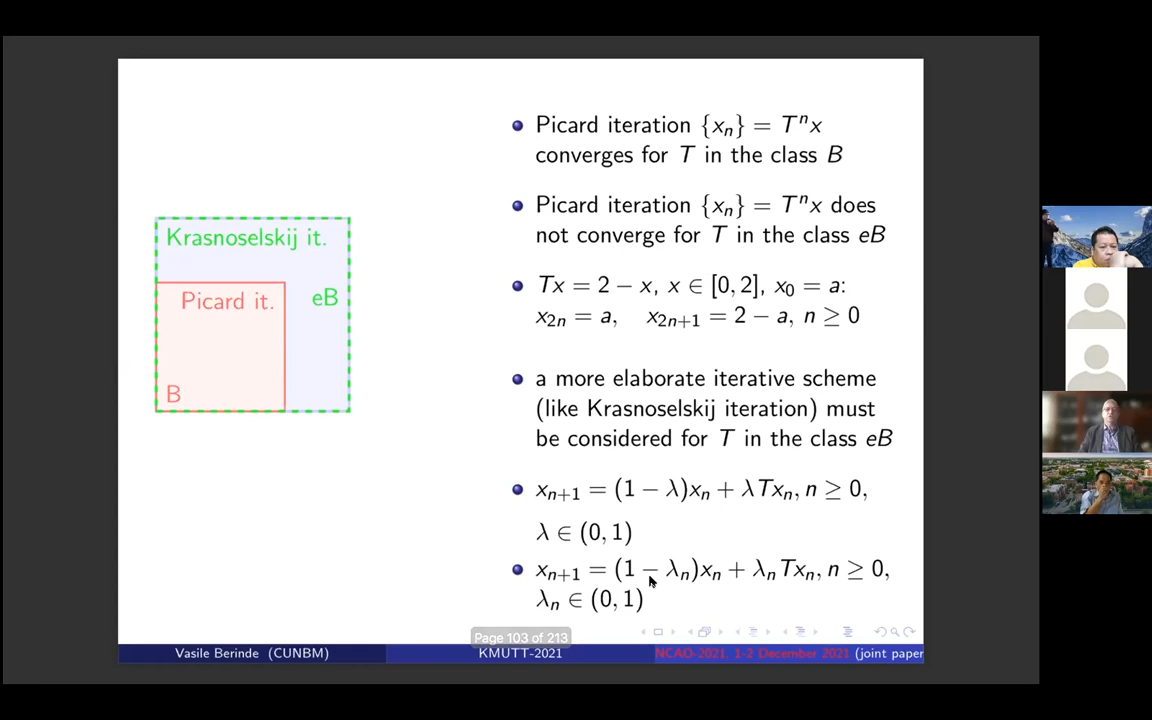 Krasnoselskij it.
Picard it.
eB
B
Picard iteration {xₙ} = Tⁿx
converges for T in the class B
Picard iteration {xₙ} = Tⁿx does
not converge for T in the class eB
Tx = 2 − x, x ∈ [0, 2], x₀ = a:
x₂ₙ = a, x₂ₙ₊₁ = 2 − a, n ≥ 0
a more elaborate iterative scheme
(like Krasnoselskij iteration) must
be considered for T in the class eB
xₙ₊₁ = (1 − λ)xₙ + λTxₙ, n ≥ 0,
λ ∈ (0, 1)
xₙ₊₁ = (1 − λₙ)xₙ + λₙTxₙ, n ≥ 0,
λₙ ∈ (0, 1)
Page 103 of 213
Vasile Berinde (CUNBM) KMUTT-2021 NCAO-2021, 1-2 December 2021 (joint paper